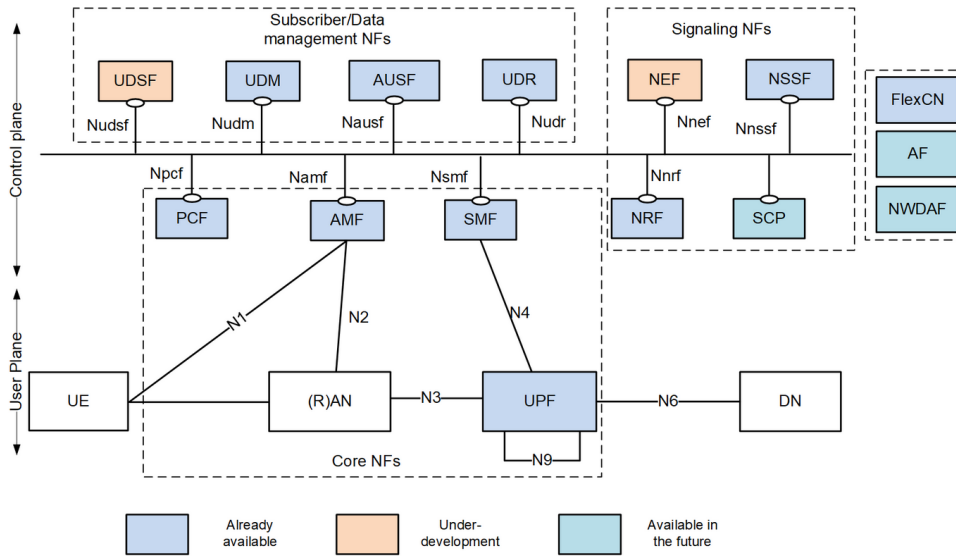 Subscriber/Data
management NFs
Signaling NFs
UDSF
UDM
AUSF
UDR
NEF
NSSF
FlexCN
Nudsf
Nudm
Nausf
Nudr
Nnef
Nnssf
AF
Control plane
Npcf
Namf
Nsmf
Nnrf
NWDAF
PCF
AMF
SMF
NRF
SCP
N1
N2
N4
User Plane
UE
(R)AN
N3
UPF
N6
DN
N9
Core NFs
Already
available
Under-
development
Available in
the future